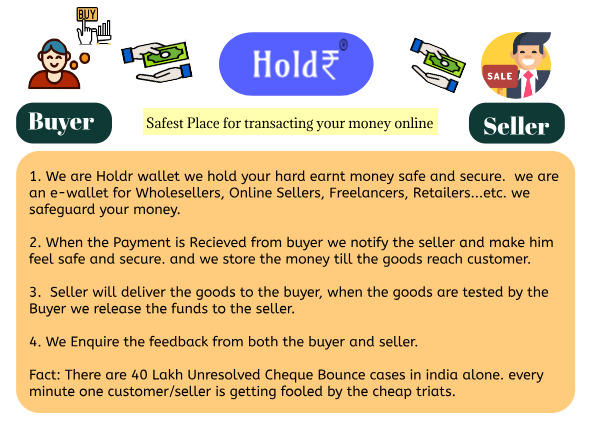 BUY
Hold₹®
SALE
Buyer
Safest Place for transacting your money online
Seller
1. We are Holdr wallet we hold your hard earnt money safe and secure.  we are
an e-wallet for Wholesellers, Online Sellers, Freelancers, Retailers...etc. we
safeguard your money.
2. When the Payment is Recieved from buyer we notify the seller and make him
feel safe and secure. and we store the money till the goods reach customer.
3.  Seller will deliver the goods to the buyer, when the goods are tested by the
Buyer we release the funds to the seller.
4. We Enquire the feedback from both the buyer and seller.
Fact: There are 40 Lakh Unresolved Cheque Bounce cases in india alone. every
minute one customer/seller is getting fooled by the cheap triats.